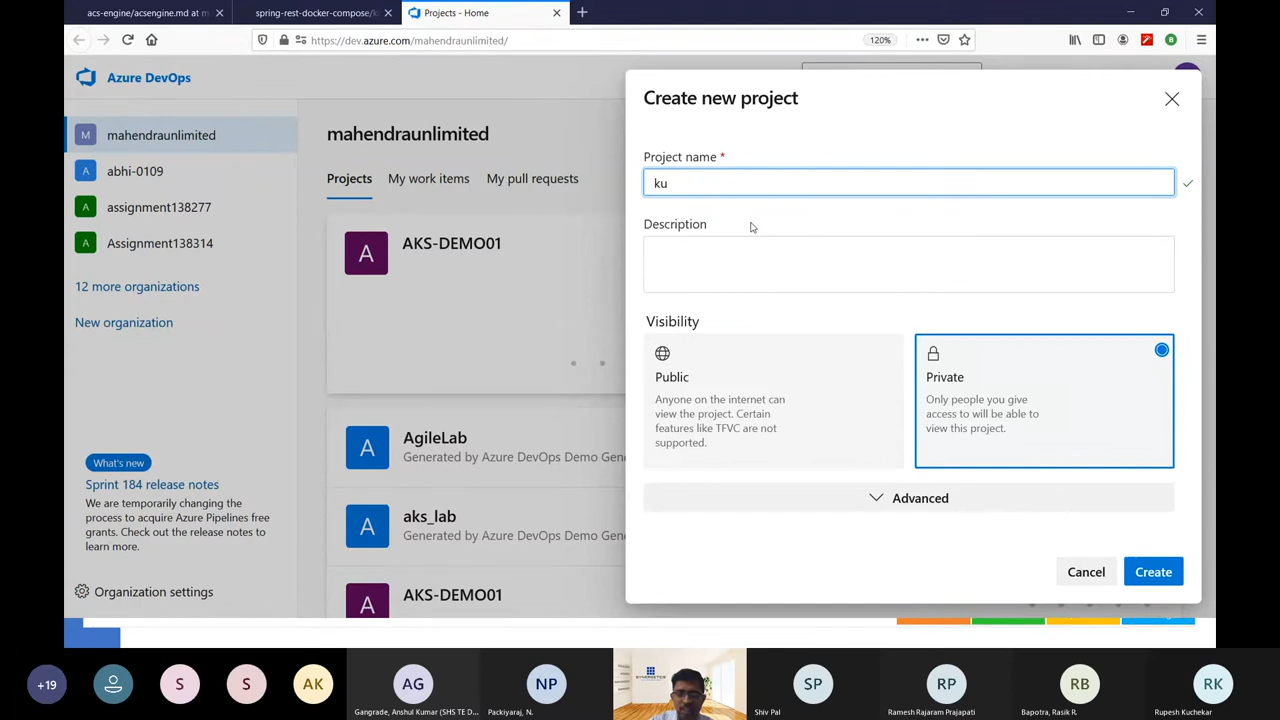 acs-engine/acsengine.md at m
spring-rest-docker-compose/k
Projects - Home
https://dev.azure.com/mahendraunlimited/
120%
Azure DevOps
M mahendraunlimited
A abhi-0109
A assignment138277
A Assignment138314
12 more organizations
New organization
What's new
Sprint 184 release notes
We are temporarily changing the
process to acquire Azure Pipelines free
grants. Check out the release notes to
learn more.
Organization settings
mahendraunlimited
Projects My work items My pull requests
A AKS-DEMO01
A AgileLab
Generated by Azure DevOps Demo Gen
A aks_lab
Generated by Azure DevOps Demo Gen
A AKS-DEMO01
Create new project
Project name *
ku
Description
Visibility
Public
Anyone on the internet can
view the project. Certain
features like TFVC are not
supported.
Private
Only people you give
access to will be able to
view this project.
Advanced
Cancel Create
+19 S S AK AG NP SYNERGETICS SP RP RB RK
Gangrade, Anshul Kumar (SHS TE D... Packiyaraj, N. Shiv Pal Ramesh Rajaram Prajapati Bapotra, Rasik R. Rupesh Kuchekar